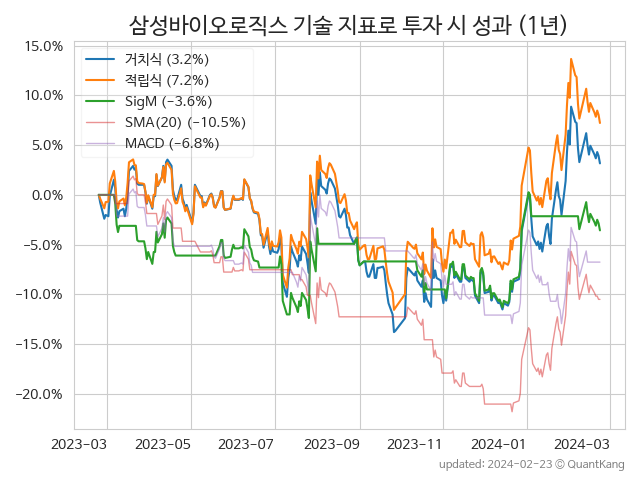 삼성바이오로직스 기술 지표로 투자 시 성과 (1년)
15.0%
10.0%
5.0%
0.0%
−5.0%
−10.0%
−15.0%
−20.0%
거치식 (3.2%)
적립식 (7.2%)
SigM (−3.6%)
SMA(20) (−10.5%)
MACD (−6.8%)
2023-03 2023-05 2023-07 2023-09 2023-11 2024-01 2024-03
updated: 2024-02-23 © QuantKang